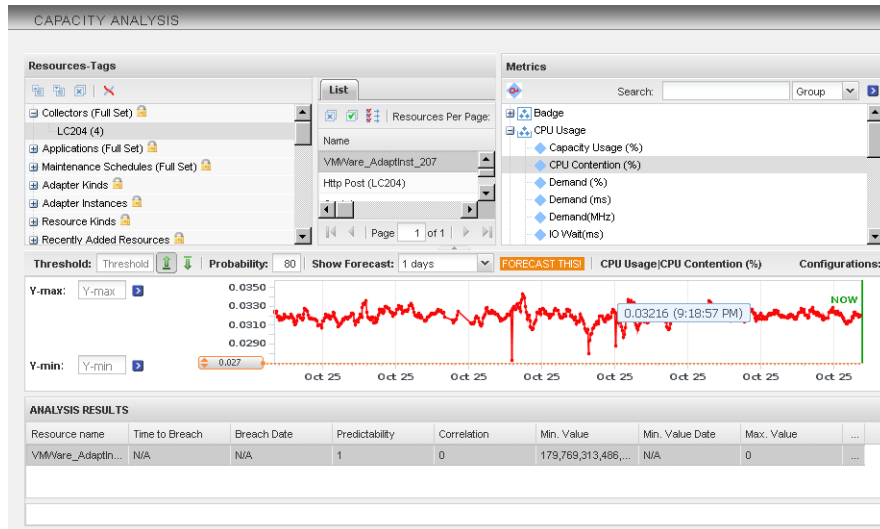 CAPACITY ANALYSIS
Resources-Tags
Collectors (Full Set)
LC204 (4)
Applications (Full Set)
Maintenance Schedules (Full Set)
Adapter Kinds
Adapter Instances
Resource Kinds
Recently Added Resources
List
Resources Per Page:
Name
VMWare_AdaptInst_207
Http Post (LC204)
Page 1 of 1
Metrics
Search: Group
Badge
CPU Usage
Capacity Usage (%)
CPU Contention (%)
Demand (%)
Demand (ms)
Demand(MHz)
IO Wait(ms)
Threshold: Threshold Probability: 80 Show Forecast: 1 days FORECAST THIS! CPU Usage|CPU Contention (%) Configurations:
Y-max: Y-max
0.0350
0.0330
0.0310
0.0290
0.027
Y-min: Y-min
NOW
0.03216 (9:18:57 PM)
Oct 25 Oct 25 Oct 25 Oct 25 Oct 25 Oct 25 Oct 25 Oct 25
ANALYSIS RESULTS
Resource name Time to Breach Breach Date Predictability Correlation Min. Value Min. Value Date Max. Value ...
VMWare_AdaptIn... N/A N/A 1 0 179,769,313,486,... N/A 0 ...